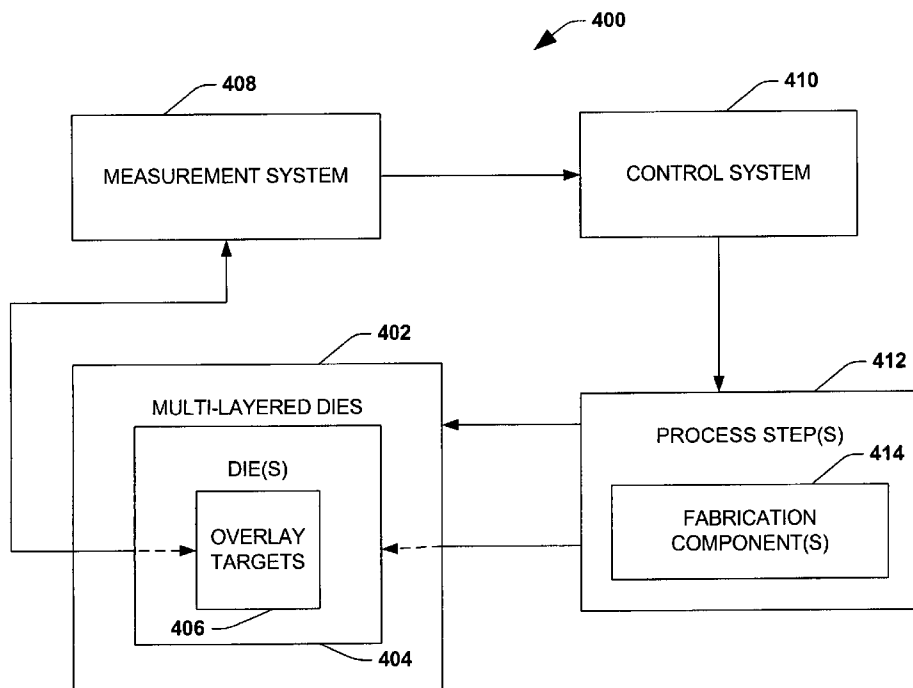 400
408
410
MEASUREMENT SYSTEM
CONTROL SYSTEM
402
412
MULTI-LAYERED DIES
PROCESS STEP(S)
414
DIE(S)
FABRICATION
COMPONENT(S)
OVERLAY
TARGETS
406
404